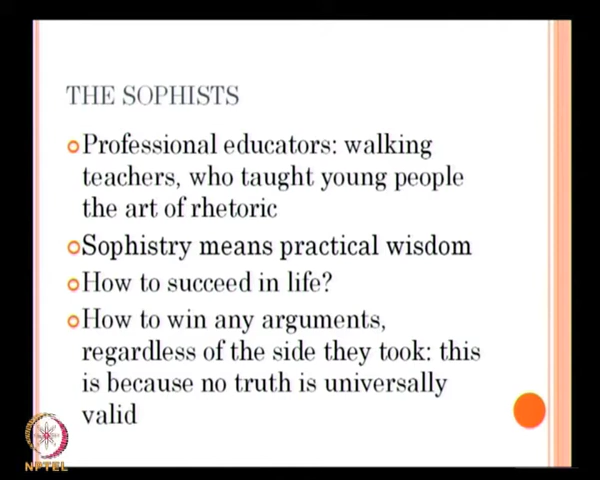 THE SOPHISTS
Professional educators: walking
teachers, who taught young people
the art of rhetoric
Sophistry means practical wisdom
How to succeed in life?
How to win any arguments,
regardless of the side they took: this
is because no truth is universally
valid
NPTEL